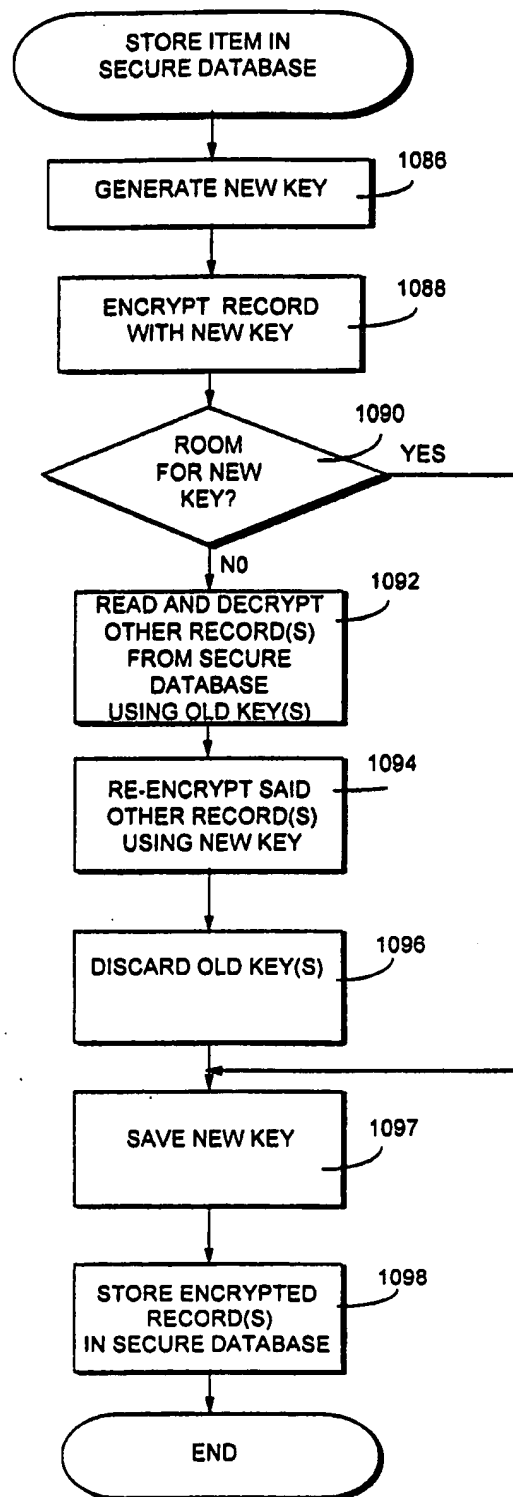 STORE ITEM IN
SECURE DATABASE
1086
GENERATE NEW KEY
1088
ENCRYPT RECORD
WITH NEW KEY
1090
ROOM
FOR NEW
KEY?
YES
NO
1092
READ AND DECRYPT
OTHER RECORD(S)
FROM SECURE
DATABASE
USING OLD KEY(S)
1094
RE-ENCRYPT SAID
OTHER RECORD(S)
USING NEW KEY
1096
DISCARD OLD KEY(S)
1097
SAVE NEW KEY
1098
STORE ENCRYPTED
RECORD(S)
IN SECURE DATABASE
END